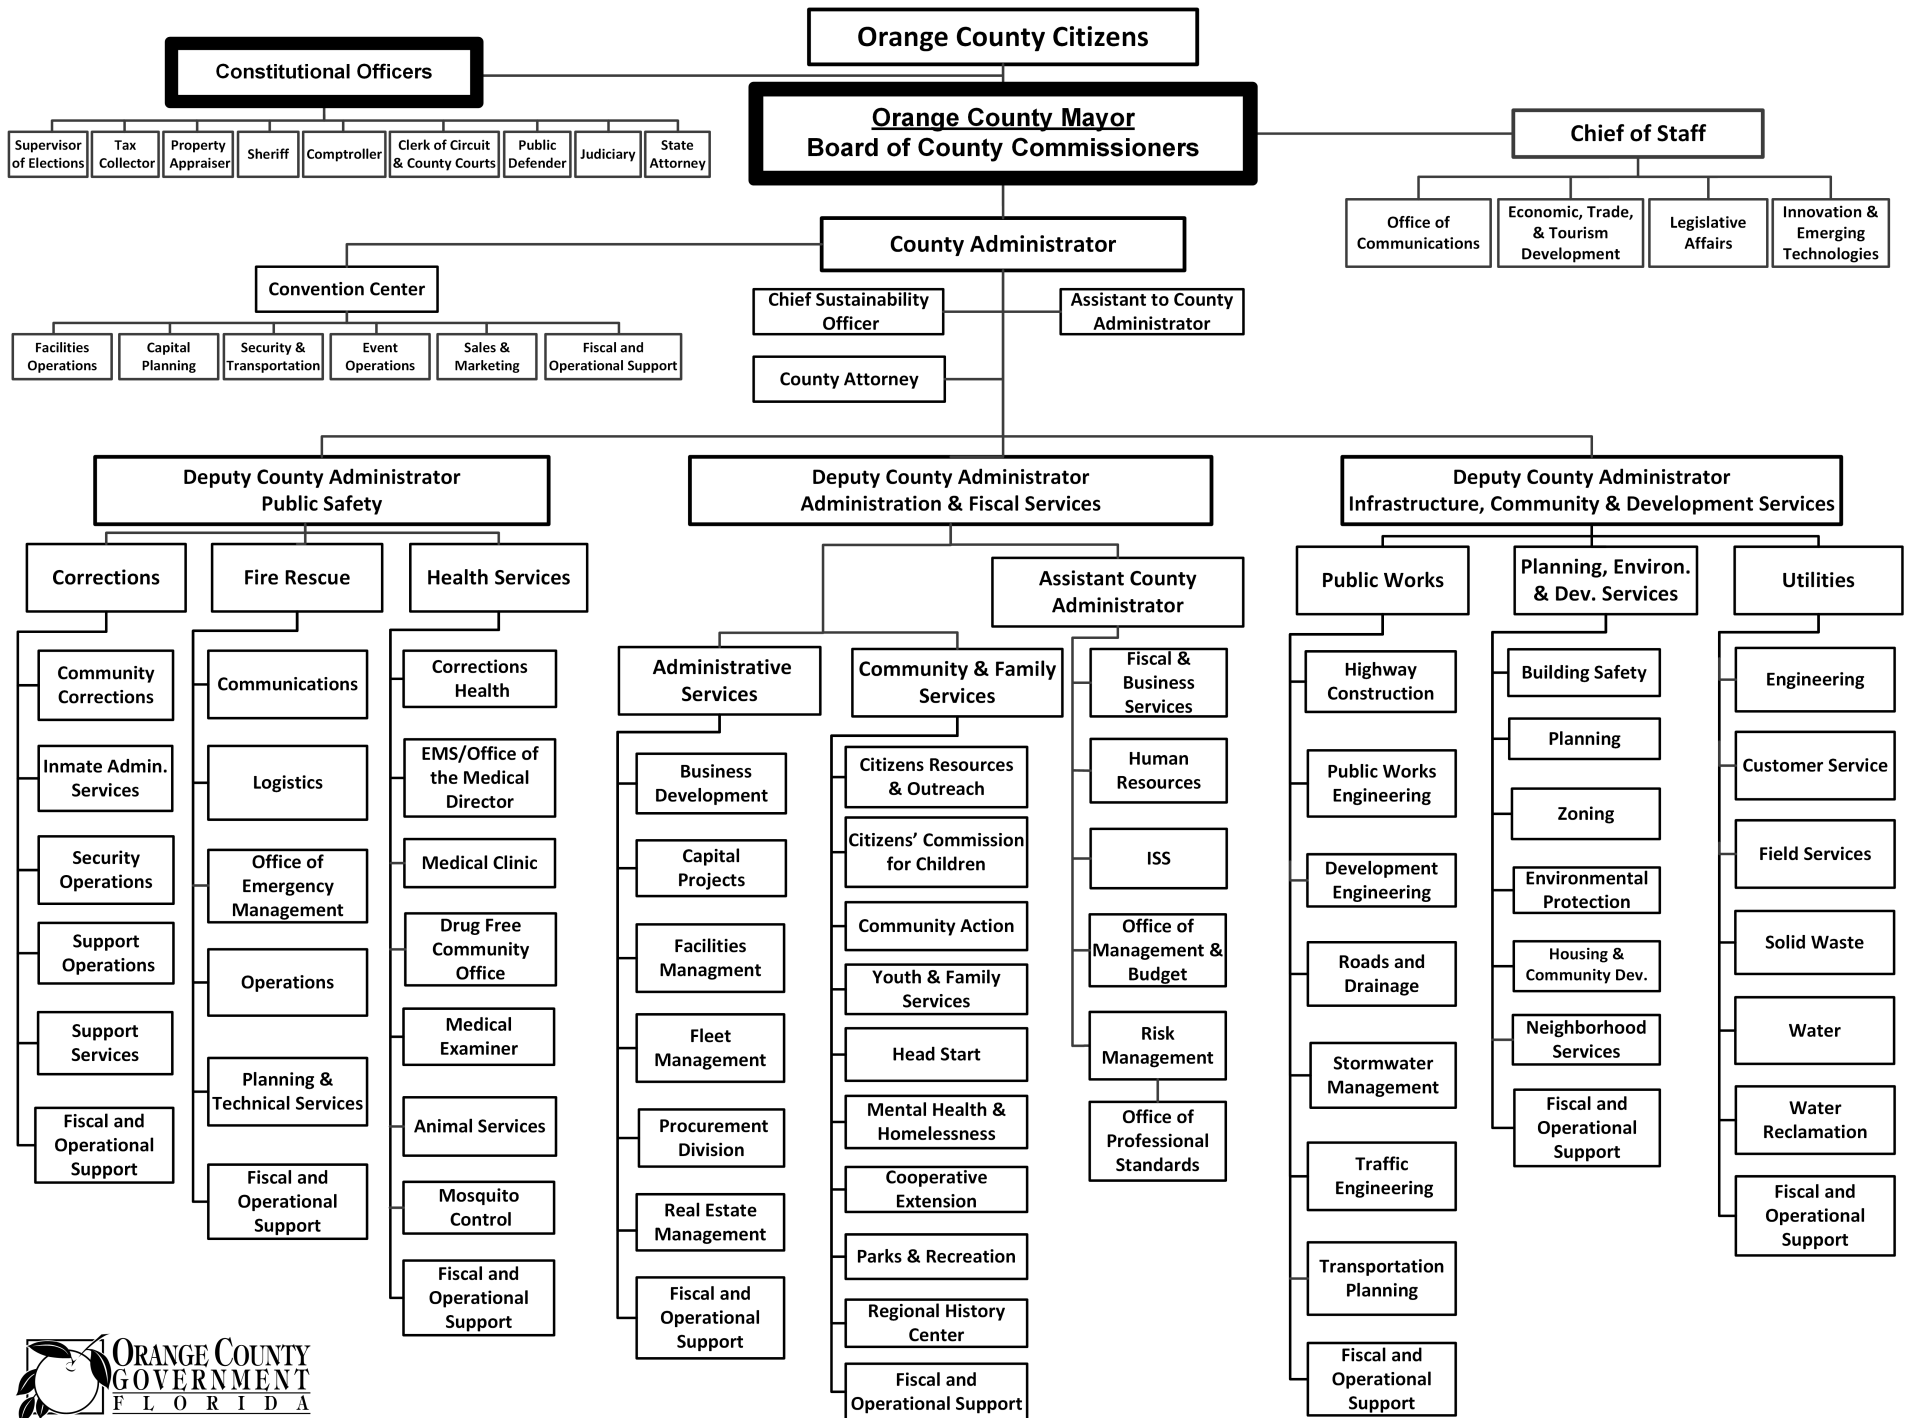 Orange County Citizens
Constitutional Officers
Orange County Mayor
Board of County Commissioners
Chief of Staff
Supervisor
of Elections
Tax
Collector
Property
Appraiser
Sheriff
Comptroller
Clerk of Circuit
& County Courts
Public
Defender
Judiciary
State
Attorney
Office of
Communications
Economic, Trade,
& Tourism
Development
Legislative
Affairs
Innovation &
Emerging
Technologies
County Administrator
Convention Center
Chief Sustainability
Officer
Assistant to County
Administrator
Facilities
Operations
Capital
Planning
Security &
Transportation
Event
Operations
Sales &
Marketing
Fiscal and
Operational Support
County Attorney
Deputy County Administrator
Public Safety
Deputy County Administrator
Administration & Fiscal Services
Deputy County Administrator
Infrastructure, Community & Development Services
Corrections
Community
Corrections
Inmate Admin.
Services
Security
Operations
Support
Operations
Support
Services
Fiscal and
Operational
Support
Fire Rescue
Communications
Logistics
Office of
Emergency
Management
Operations
Planning &
Technical Services
Fiscal and
Operational
Support
Health Services
Corrections
Health
EMS/Office of
the Medical
Director
Medical Clinic
Drug Free
Community
Office
Medical
Examiner
Animal Services
Mosquito
Control
Fiscal and
Operational
Support
Administrative
Services
Business
Development
Capital
Projects
Facilities
Managment
Fleet
Management
Procurement
Division
Real Estate
Management
Fiscal and
Operational
Support
Community & Family
Services
Citizens Resources
& Outreach
Citizens’ Commission
for Children
Community Action
Youth & Family
Services
Head Start
Mental Health &
Homelessness
Cooperative
Extension
Parks & Recreation
Regional History
Center
Fiscal and
Operational Support
Assistant County
Administrator
Fiscal &
Business
Services
Human
Resources
ISS
Office of
Management &
Budget
Risk
Management
Office of
Professional
Standards
Public Works
Highway
Construction
Public Works
Engineering
Development
Engineering
Roads and
Drainage
Stormwater
Management
Traffic
Engineering
Transportation
Planning
Fiscal and
Operational
Support
Planning, Environ.
& Dev. Services
Building Safety
Planning
Zoning
Environmental
Protection
Housing &
Community Dev.
Neighborhood
Services
Fiscal and
Operational
Support
Utilities
Engineering
Customer Service
Field Services
Solid Waste
Water
Water
Reclamation
Fiscal and
Operational
Support
ORANGE COUNTY
GOVERNMENT
FLORIDA